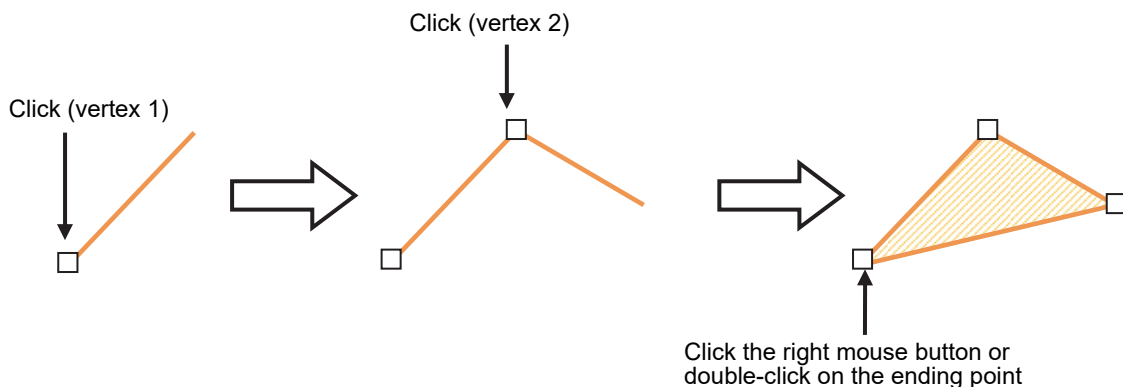 Click (vertex 2)
Click (vertex 1)
Click the right mouse button or
double-click on the ending point